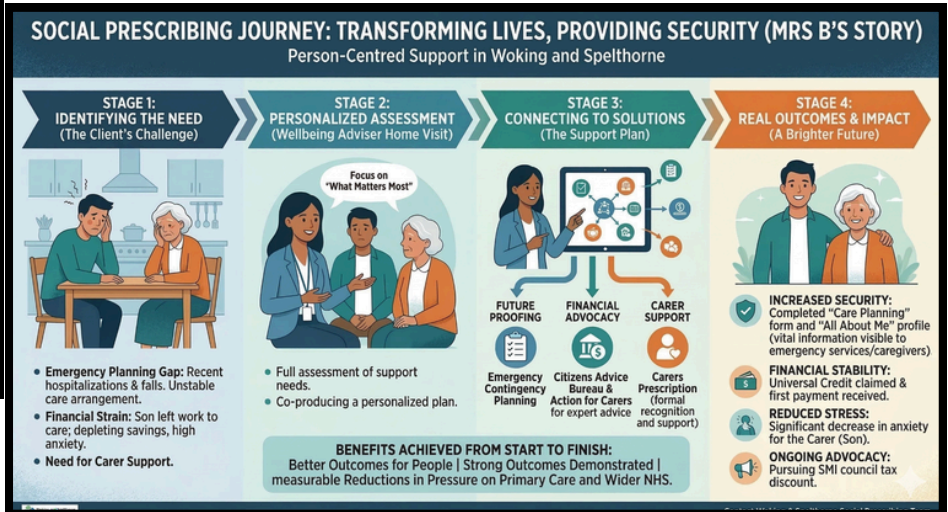 SOCIAL PRESCRIBING JOURNEY: TRANSFORMING LIVES, PROVIDING SECURITY (MRS B'S STORY)
Person-Centred Support in Woking and Spelthorne
STAGE 1:
IDENTIFYING THE NEED
(The Client's Challenge)
• Emergency Planning Gap: Recent
hospitalizations & falls. Unstable
care arrangement.
• Financial Strain: Son left work to
care; depleting savings, high
anxiety.
• Need for Carer Support.
STAGE 2:
PERSONALIZED ASSESSMENT
(Wellbeing Adviser Home Visit)
Focus on
"What Matters Most"
• Full assessment of support
needs.
• Co-producing a personalized plan.
STAGE 3:
CONNECTING TO SOLUTIONS
(The Support Plan)
FUTURE
PROOFING
Emergency
Contingency
Planning
FINANCIAL
ADVOCACY
Citizens Advice
Bureau &
Action for Carers
for expert advice
CARER
SUPPORT
Carers
Prescription
(formal
recognition
and support)
STAGE 4:
REAL OUTCOMES & IMPACT
(A Brighter Future)
INCREASED SECURITY:
Completed "Care Planning"
form and "All About Me" profile
(vital information visible to
emergency services/caregivers)
FINANCIAL STABILITY:
Universal Credit claimed &
first payment received.
REDUCED STRESS:
Significant decrease in anxiety
for the Carer (Son).
ONGOING ADVOCACY:
Pursuing SMI council tax
discount.
BENEFITS ACHIEVED FROM START TO FINISH:
Better Outcomes for People | Strong Outcomes Demonstrated |
measurable Reductions in Pressure on Primary Care and Wider NHS.